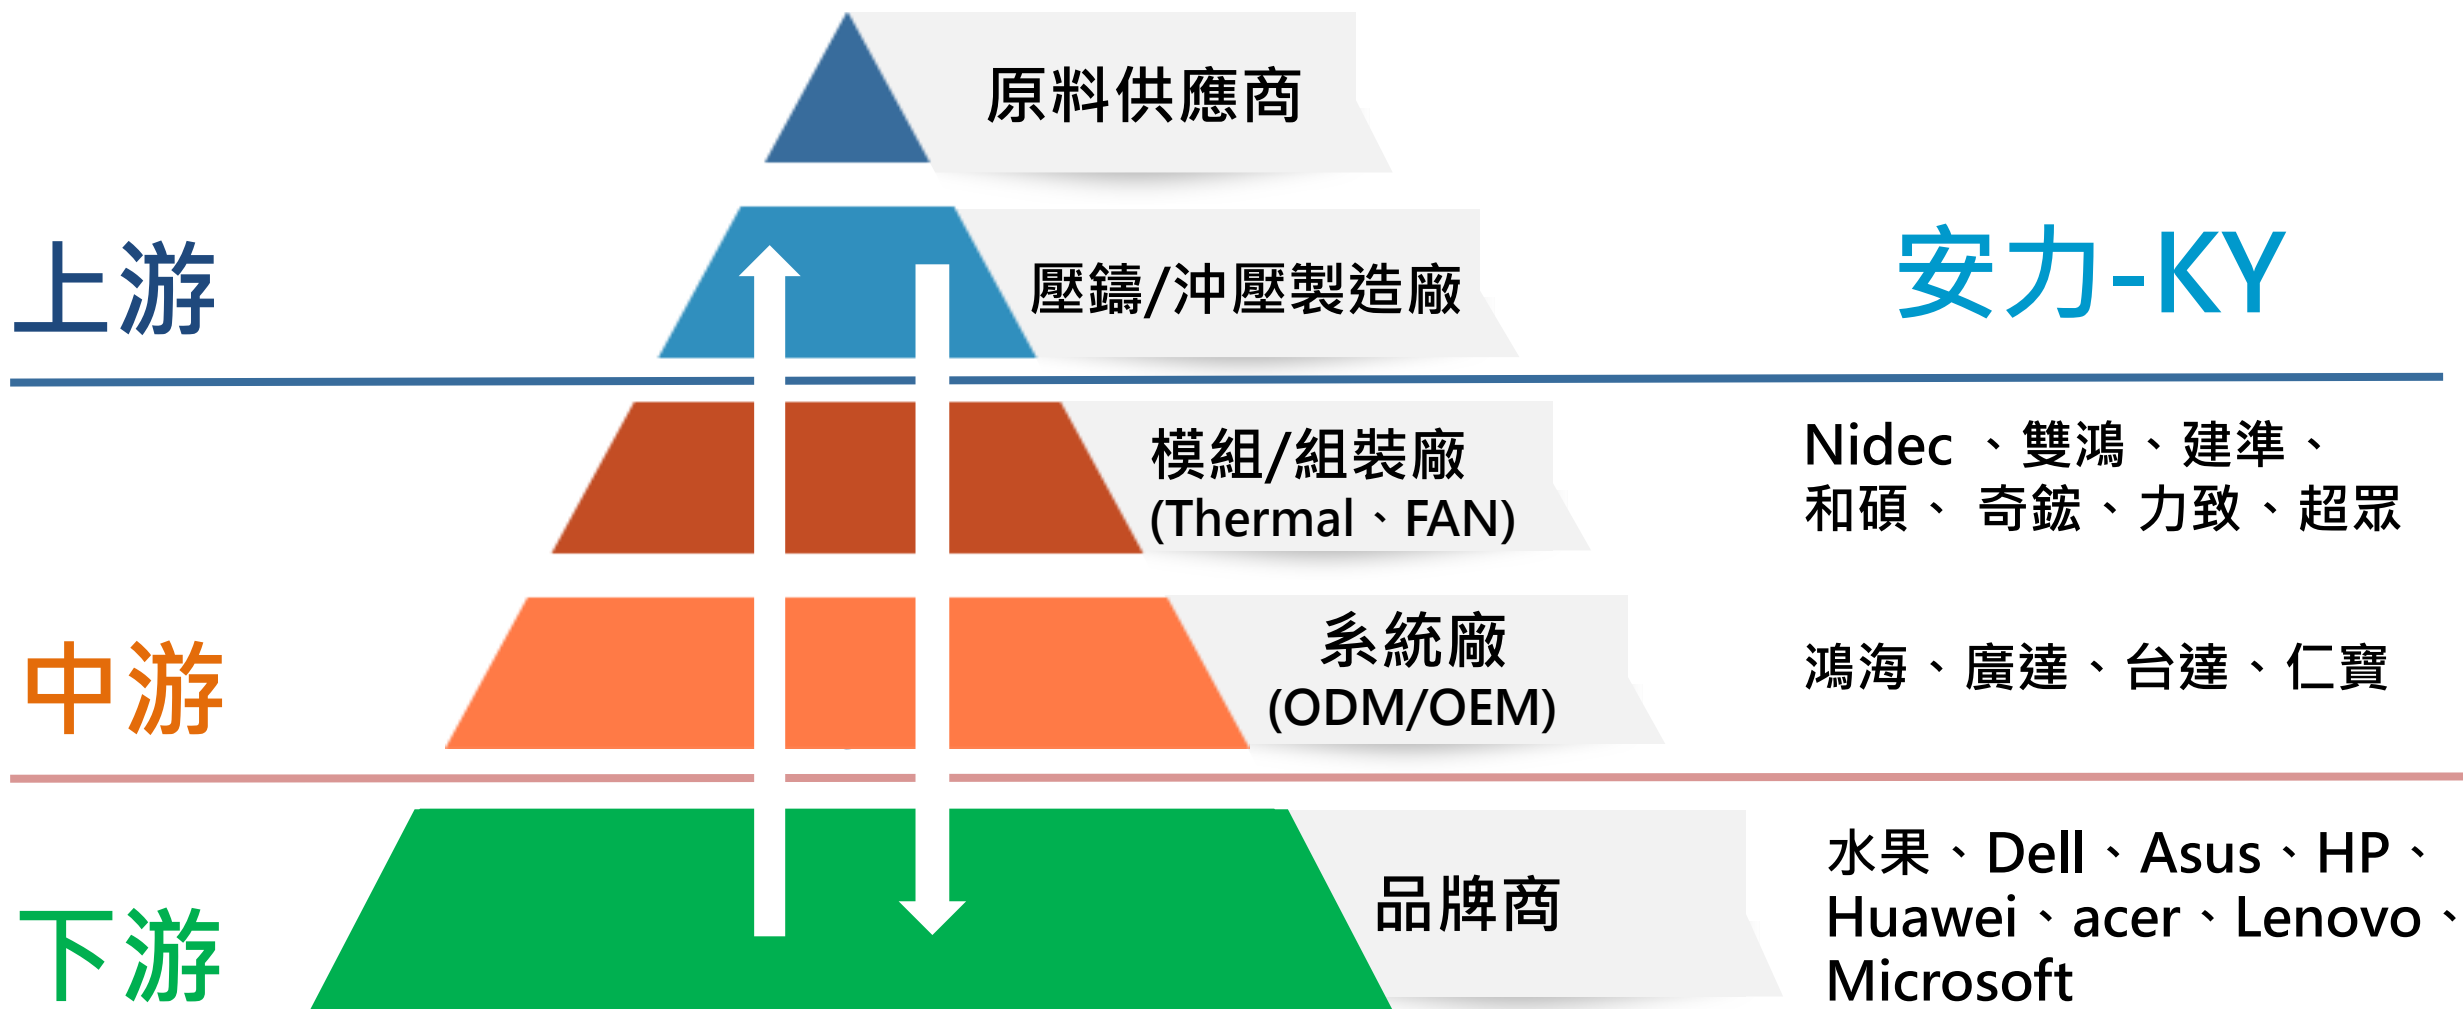 原料供應商
上游
壓鑄/沖壓製造廠
安力-KY
模組/組裝廠
(Thermal、FAN)
Nidec 、雙鴻、建準、
和碩、 奇鋐、力致、超眾
中游
系統廠
(ODM/OEM)
鴻海、廣達、台達、仁寶
下游
品牌商
水果、Dell、Asus、HP、
Huawei、acer、Lenovo、
Microsoft